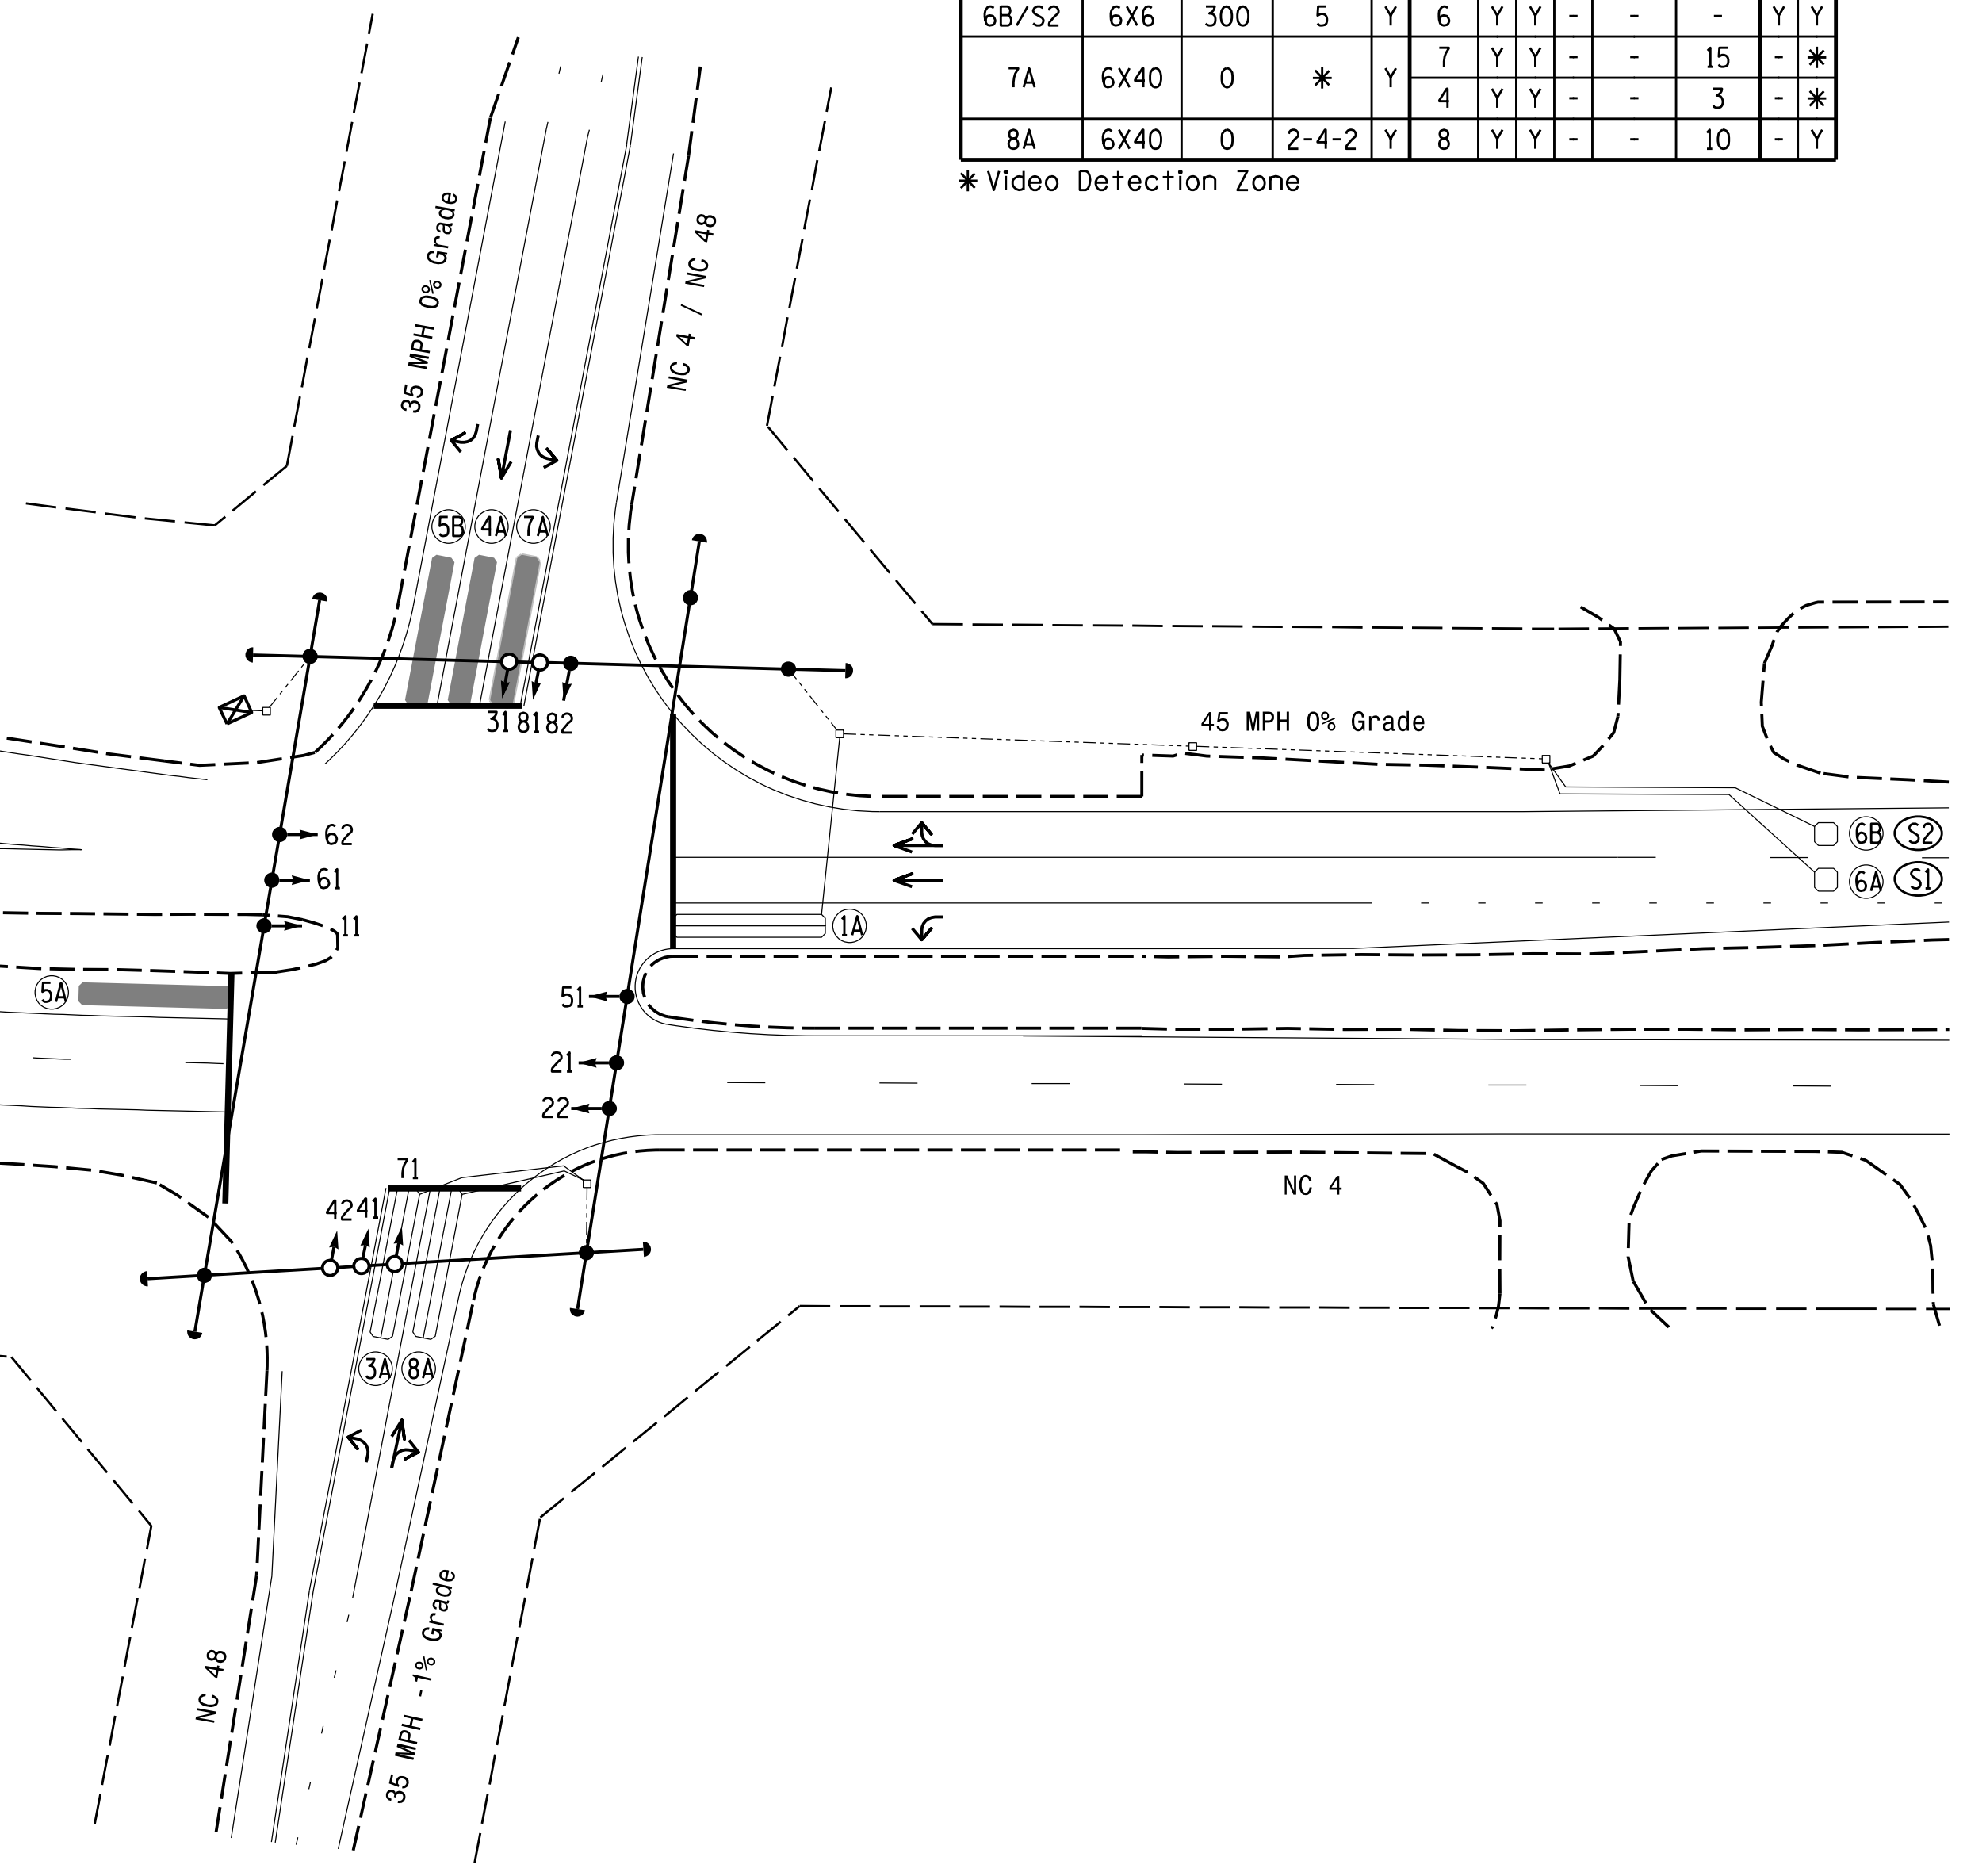 6B/S2 6X6 300 5 Y 6 Y Y - - - Y Y
7A 6X40 0 * Y 7 Y Y - - 15 - *
4 Y Y - - 3 - *
8A 6X40 0 2-4-2 Y 8 Y Y - - 10 - Y
* Video Detection Zone
35 MPH 0% Grade
NC 4 / NC 48
5B 4A 7A
31 81 82
45 MPH 0% Grade
62
6B S2
61
6A S1
11
1A
5A
51
21
22
71
42 41
NC 4
3A 8A
NC 48
35 MPH -1% Grade